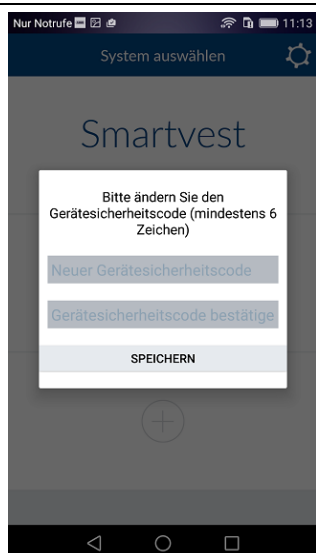 Nur Notrufe 11:13
System auswählen
Smartvest
Bitte ändern Sie den
Gerätesicherheitscode (mindestens 6
Zeichen)
Neuer Gerätesicherheitscode
Gerätesicherheitscode bestätige
SPEICHERN